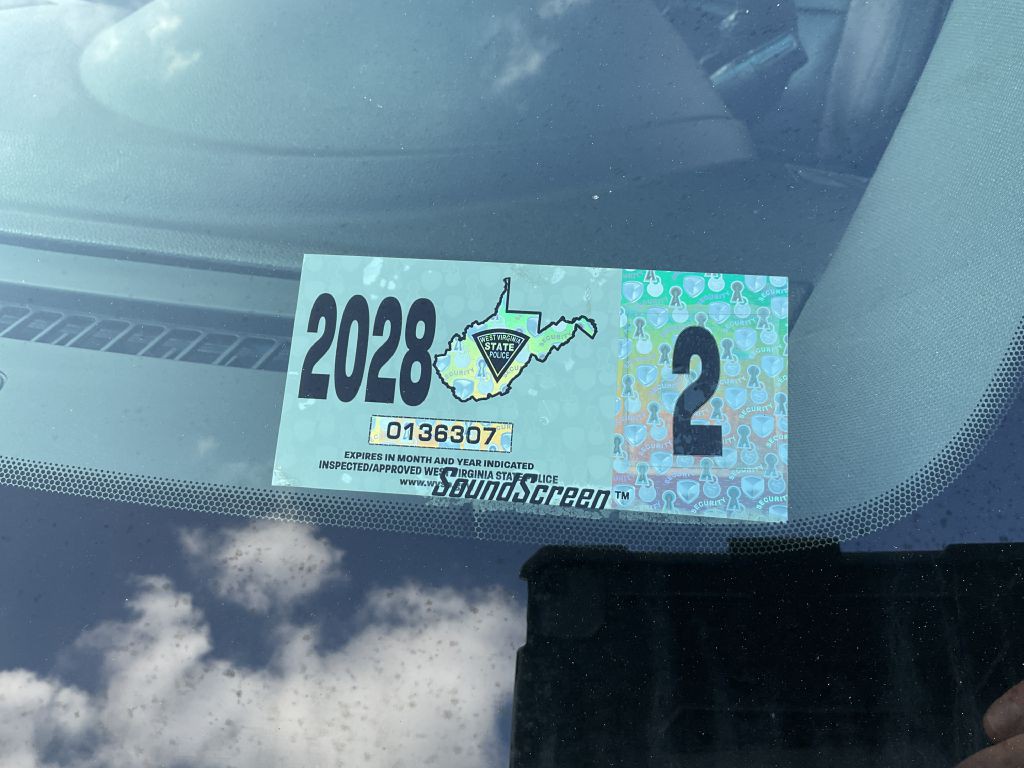 2028
WEST VIRGINIA
STATE
POLICE
SECURITY
2
0136307
EXPIRES IN MONTH AND YEAR INDICATED
INSPECTED/APPROVED WEST VIRGINIA STATE POLICE
SoundScreen™